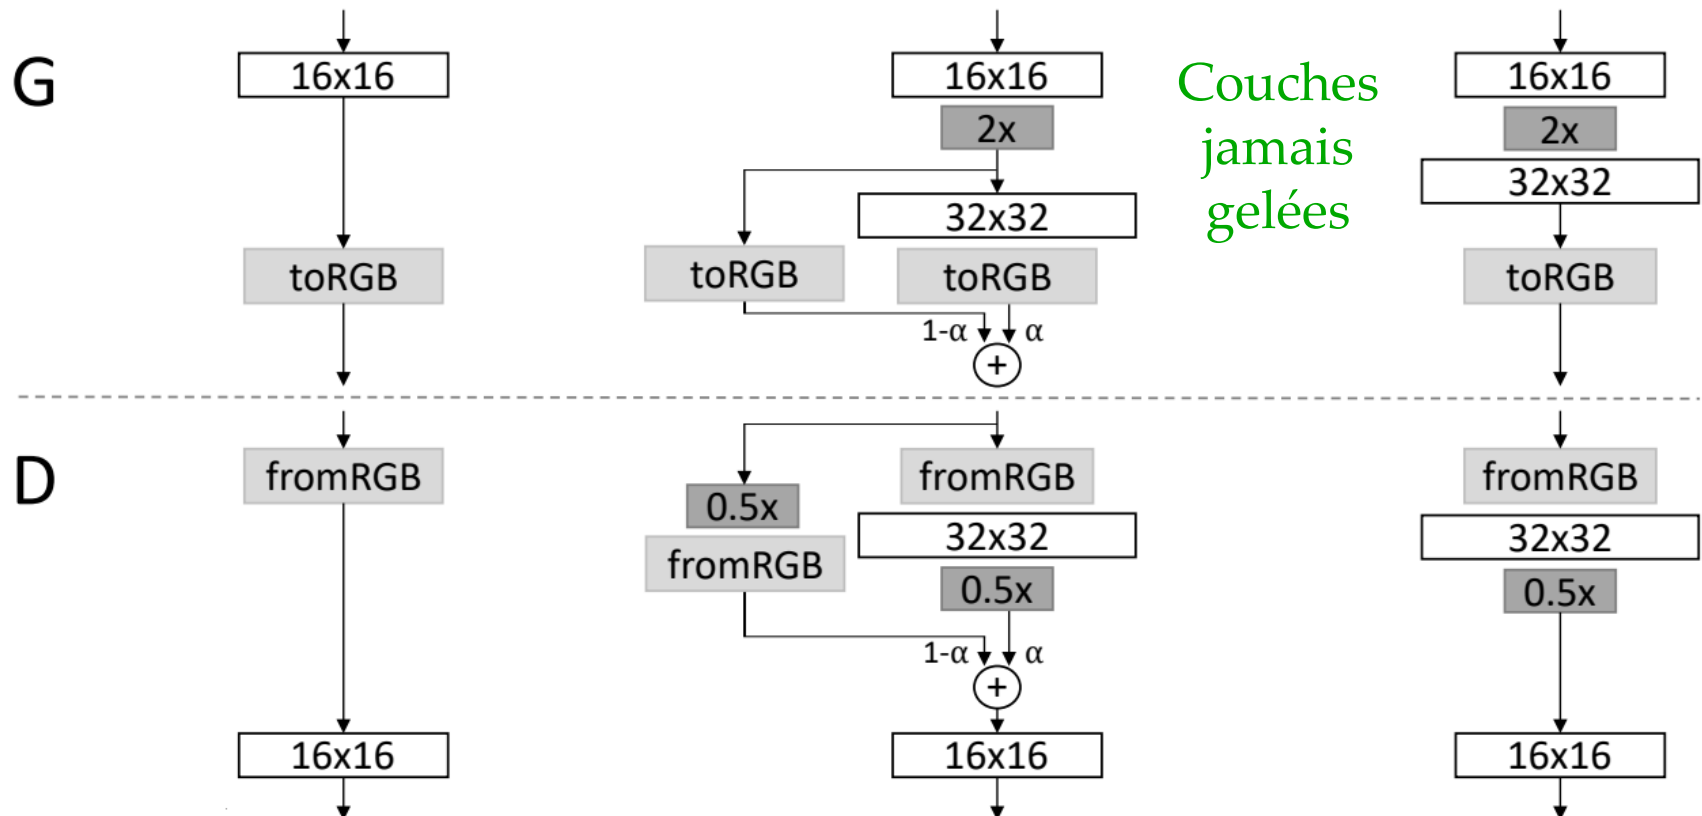 G
16x16
toRGB
16x16
2x
32x32
toRGB
toRGB
1-α
α
+
Couches
jamais
gelées
16x16
2x
32x32
toRGB
D
fromRGB
16x16
0.5x
fromRGB
fromRGB
32x32
0.5x
1-α
α
+
16x16
fromRGB
32x32
0.5x
16x16